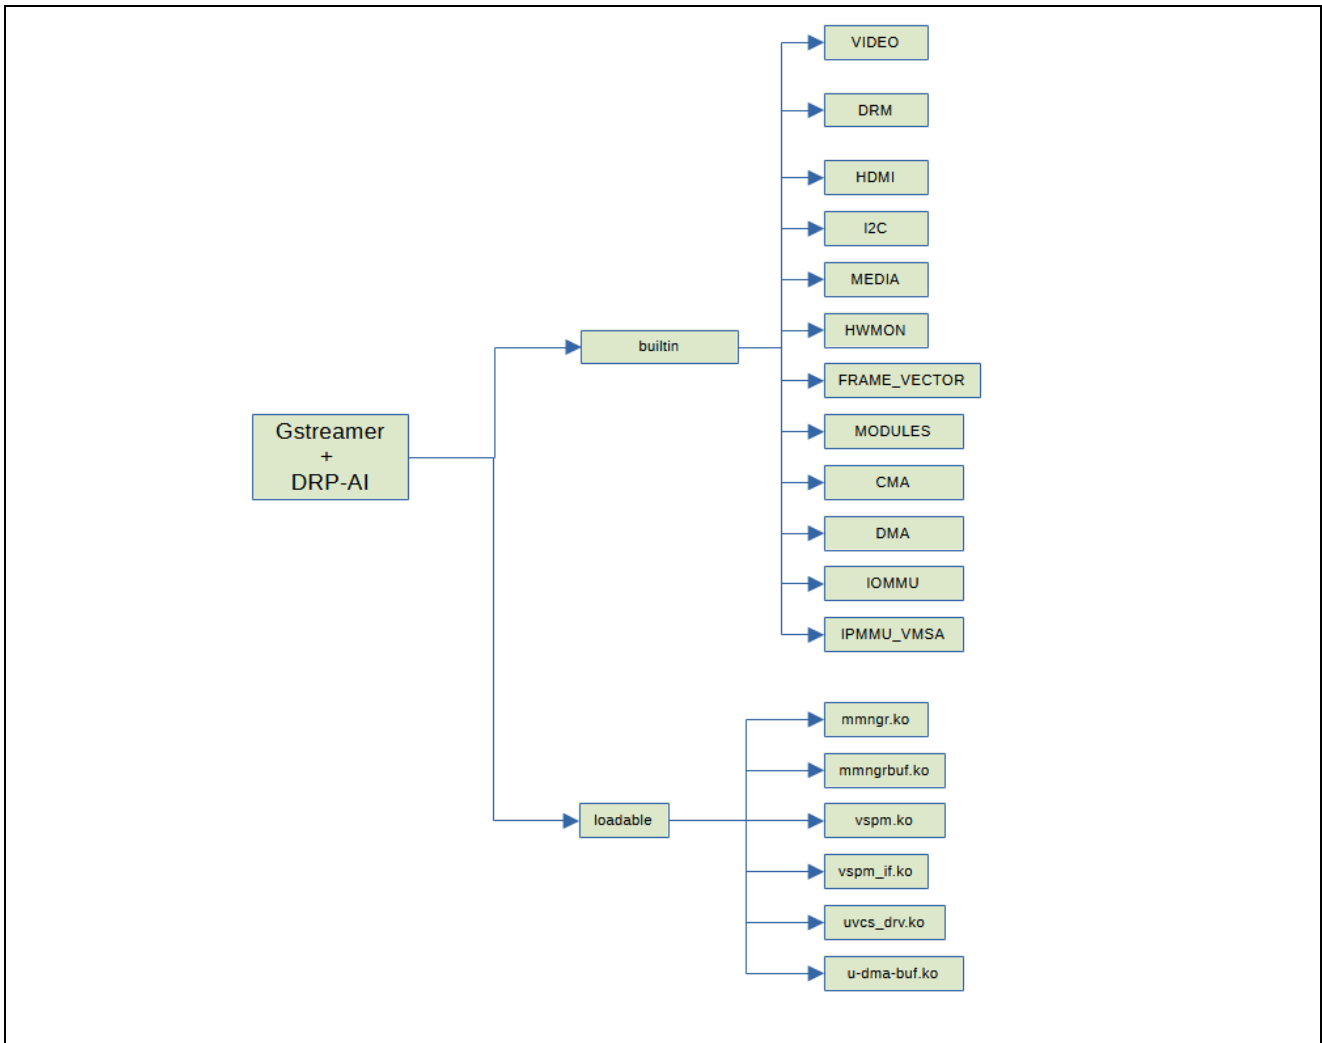 VIDEO
DRM
HDMI
I2C
MEDIA
HWMON
builtin
FRAME_VECTOR
Gstreamer
+
DRP-AI
MODULES
CMA
DMA
IOMMU
IPMMU_VMSA
mmngr.ko
mmngrbuf.ko
loadable
vspm.ko
vspm_if.ko
uvcs_drv.ko
u-dma-buf.ko